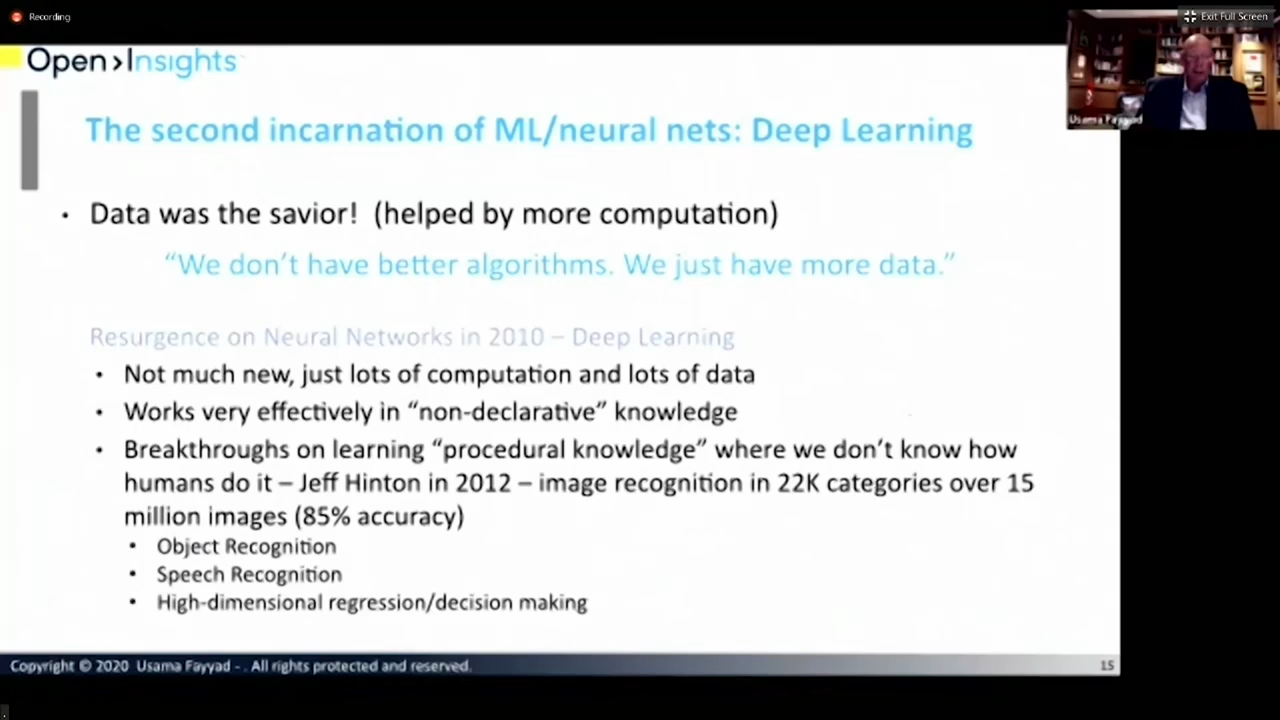 Recording
Exit Full Screen
Open>Insights
Usama Fayyad
The second incarnation of ML/neural nets: Deep Learning
• Data was the savior! (helped by more computation)
“We don’t have better algorithms. We just have more data.”
Resurgence on Neural Networks in 2010 – Deep Learning
• Not much new, just lots of computation and lots of data
• Works very effectively in “non-declarative” knowledge
• Breakthroughs on learning “procedural knowledge” where we don’t know how
humans do it – Jeff Hinton in 2012 – image recognition in 22K categories over 15
million images (85% accuracy)
• Object Recognition
• Speech Recognition
• High-dimensional regression/decision making
Copyright © 2020 Usama Fayyad - . All rights protected and reserved.
15